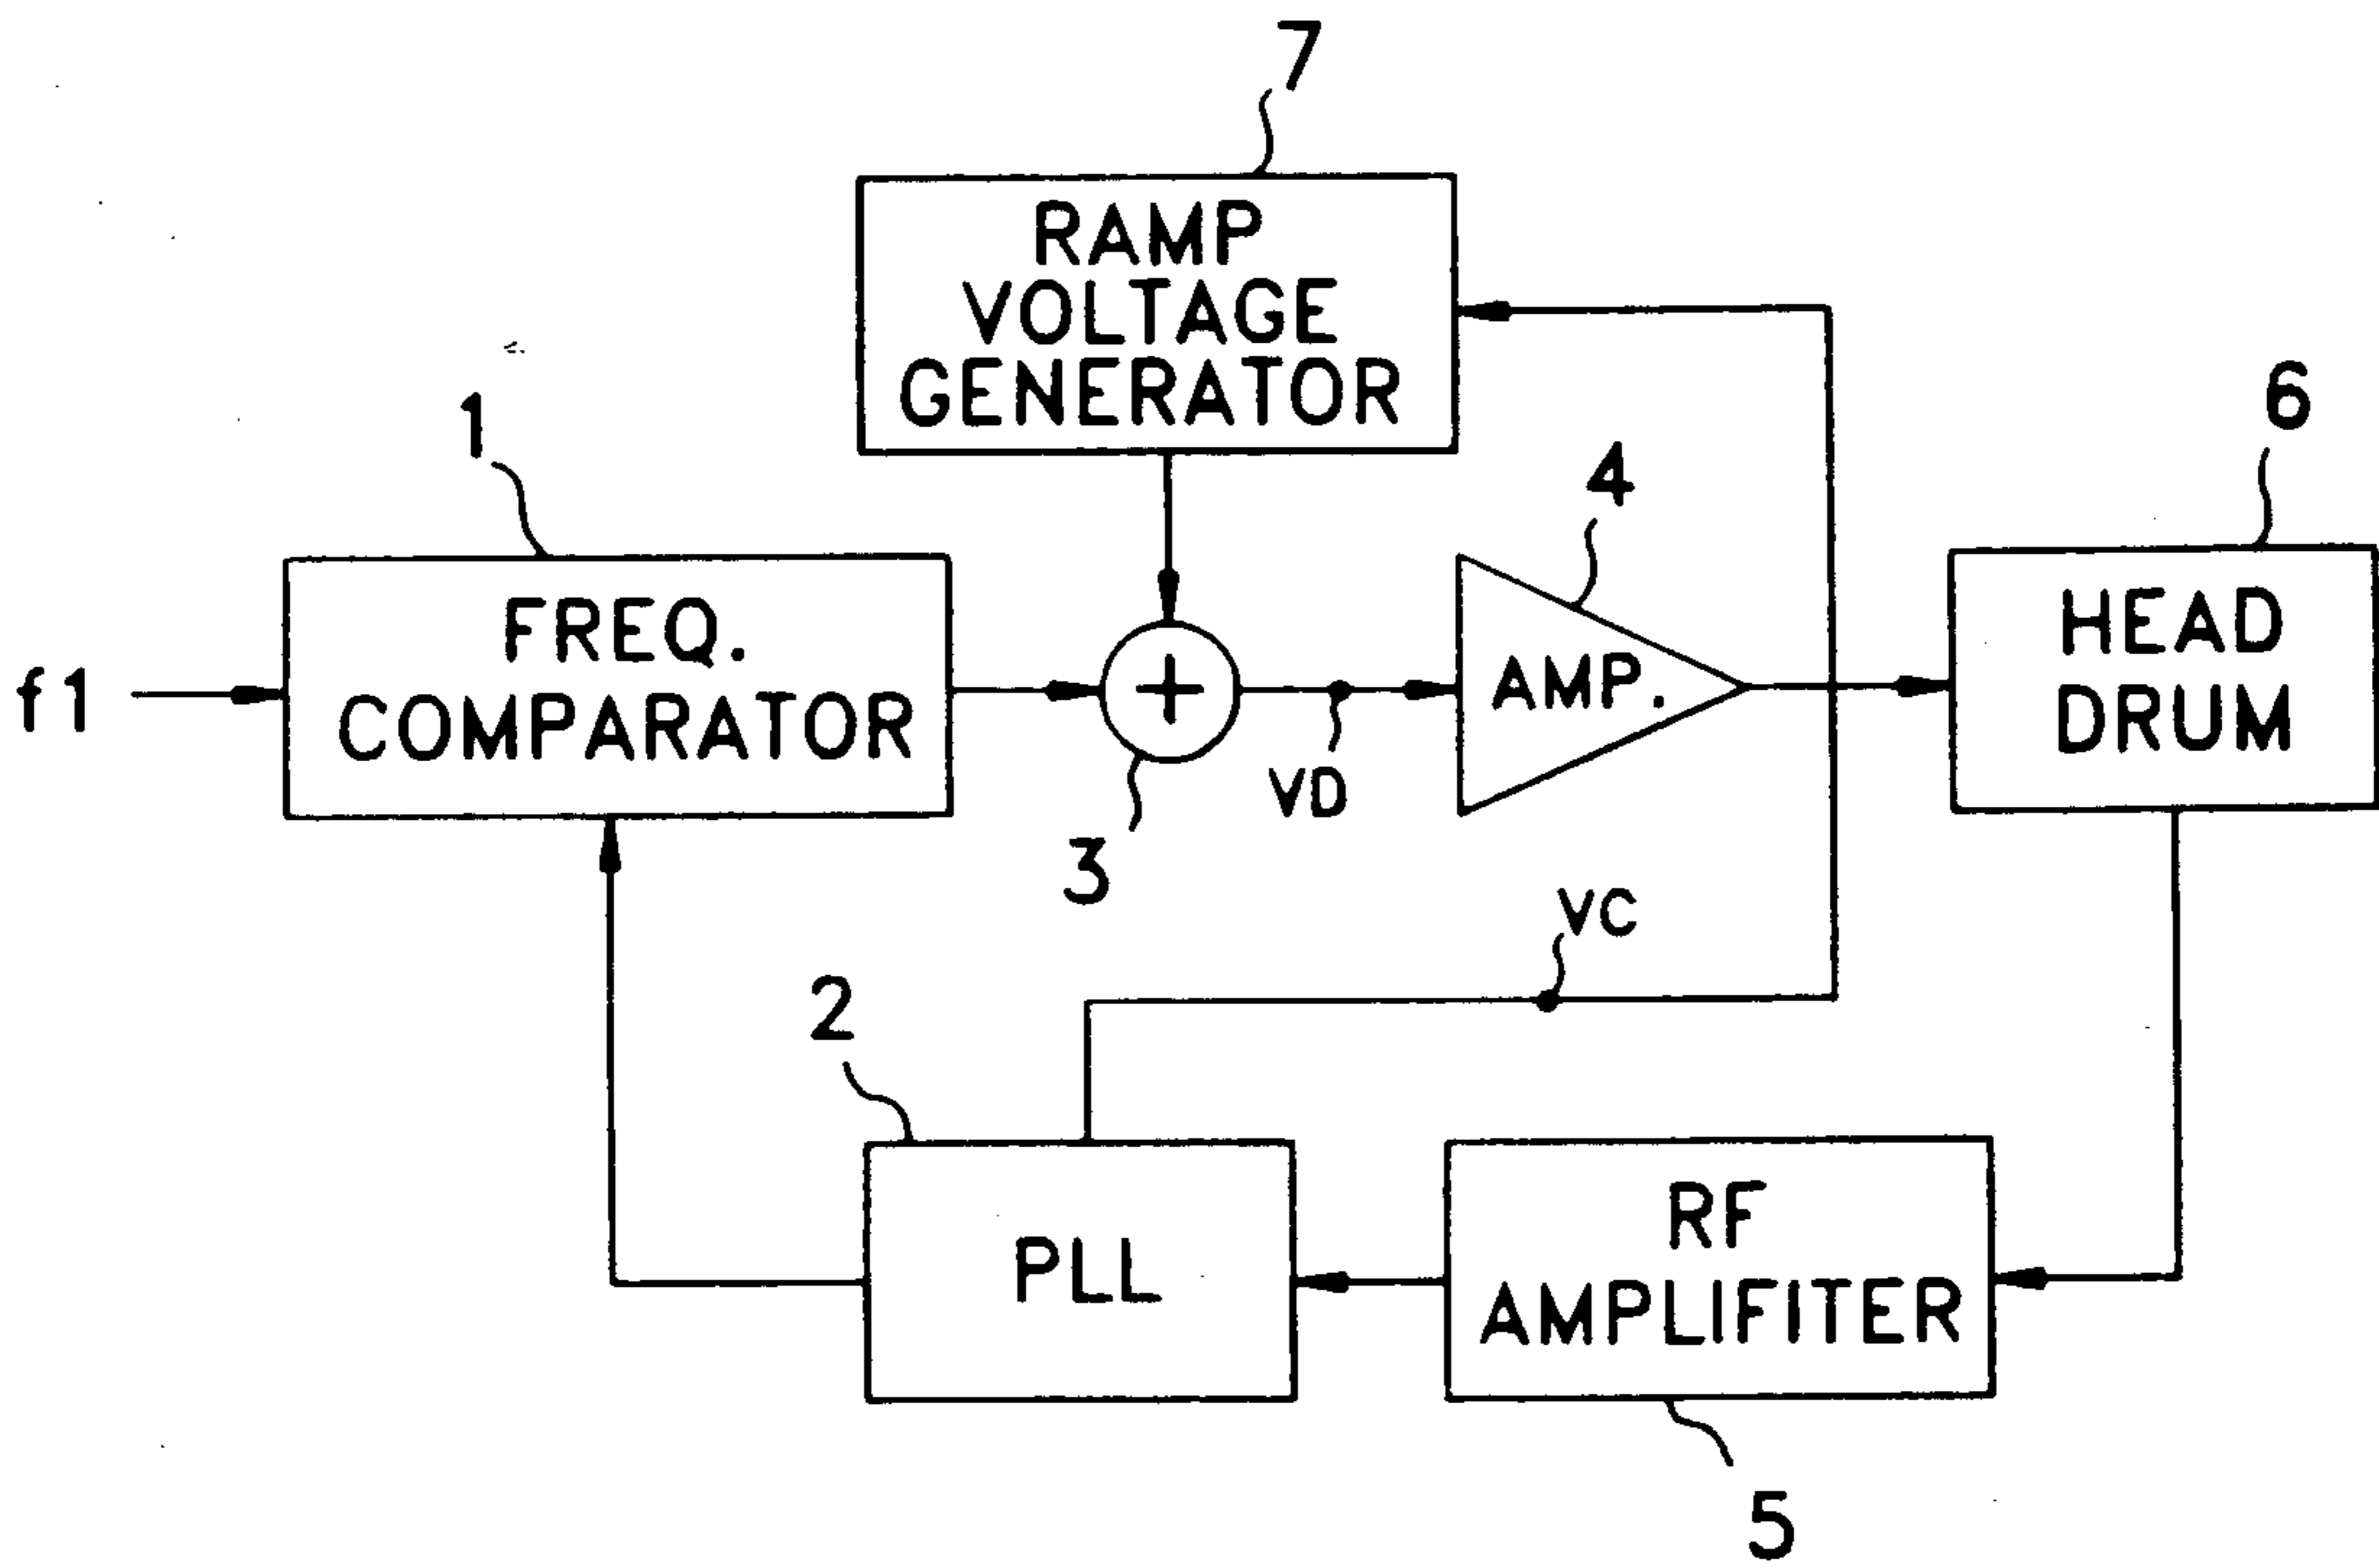 7
RAMP
VOLTAGE
GENERATOR
1
4
6
FREQ.
COMPARATOR
f1
+
AMP.
HEAD
DRUM
VD
3
VC
2
PLL
RF
AMPLIFITER
5